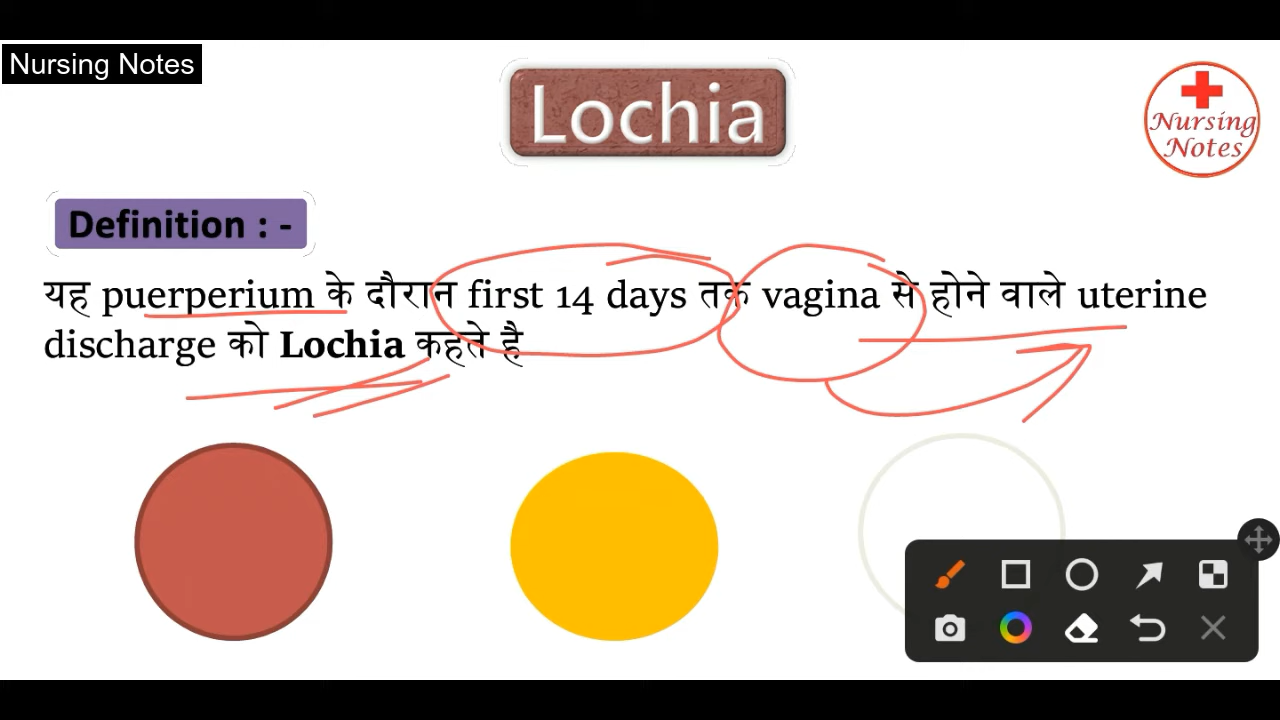 Nursing Notes
Lochia
Nursing
Notes
Definition : -
यह puerperium के दौरान first 14 days तक vagina से होने वाले uterine
discharge को Lochia कहते है